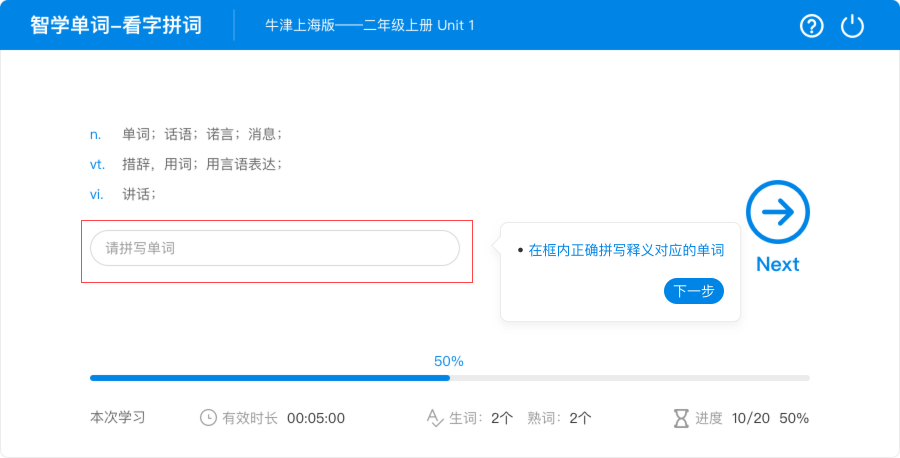 智学单词–看字拼词 牛津上海版——二年级上册 Unit 1
n. 单词；话语；诺言；消息；
vt. 措辞，用词；用言语表达；
vi. 讲话；
请拼写单词
• 在框内正确拼写释义对应的单词
下一步
Next
50%
本次学习 有效时长 00:05:00 生词：2个 熟词：2个 进度 10/20 50%